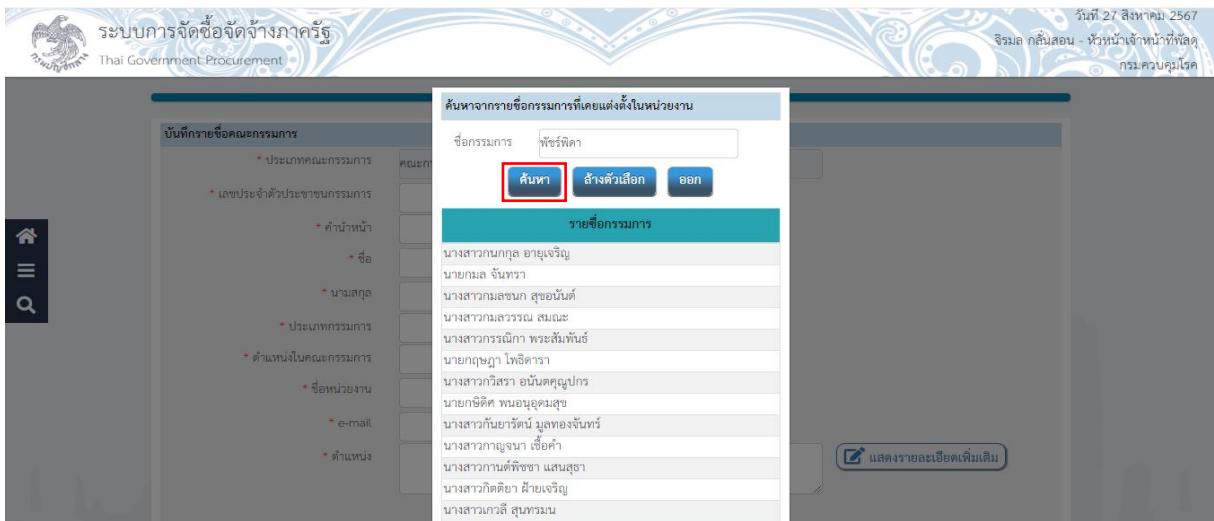 วันที่ 27 สิงหาคม 2567
ระบบการจัดซื้อจัดจ้างภาครัฐ
จิรมล กลั่นสอน - หัวหน้าเจ้าหน้าที่พัสดุ
Thai Government Procurement
กรมควบคุมโรค
ค้นหาจากรายชื่อกรรมการที่เคยแต่งตั้งในหน่วยงาน
บันทึกรายชื่อคณะกรรมการ
ชื่อกรรมการ พัชร์พิดา
* ประเภทคณะกรรมการ
ค้นหา ล้างตัวเลือก ออก
* เลขประจำตัวประชาชนกรรมการ
* คำนำหน้า
รายชื่อกรรมการ
* ชื่อ
นางสาวกนกกุล อายุเจริญ
นายกมล จันทรา
* นามสกุล
นางสาวกมลชนก สุขอนันต์
นางสาวกมลวรรณ สมณะ
* ประเภทกรรมการ
นางสาวกรรณิกา พระสัมพันธ์
* ตำแหน่งในคณะกรรมการ
นายกฤษฎา โพธิดารา
นางสาวกวิสรา อนันตคุณูปกร
* ชื่อหน่วยงาน
นายกษิดิศ พนอนุอุดมสุข
* e-mail
นางสาวกันยารัตน์ มูลทองจันทร์
นางสาวกาญจนา เชื้อคำ
* ตำแหน่ง
แสดงรายละเอียดเพิ่มเติม
นางสาวกานต์พิชชา แสนสุธา
นางสาวกิตติยา ฝ้ายเจริญ
นางสาวเกวลี สุนทรมน